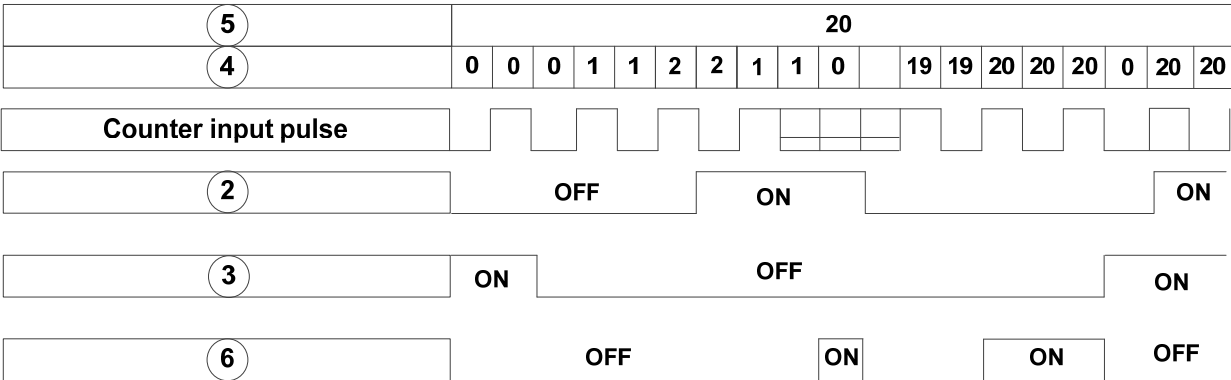 5 20
4 0 0 0 1 1 2 2 1 1 0 19 19 20 20 20 0 20 20
Counter input pulse
2 OFF ON ON
3 ON OFF ON
6 OFF ON ON OFF